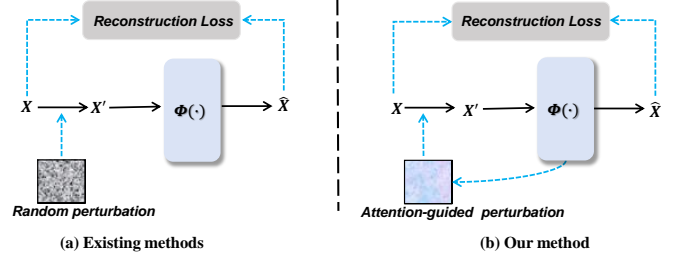 Reconstruction Loss
X X′ Φ(·) X̂
Random perturbation
(a) Existing methods
Reconstruction Loss
X X′ Φ(·) X̂
Attention-guided perturbation
(b) Our method